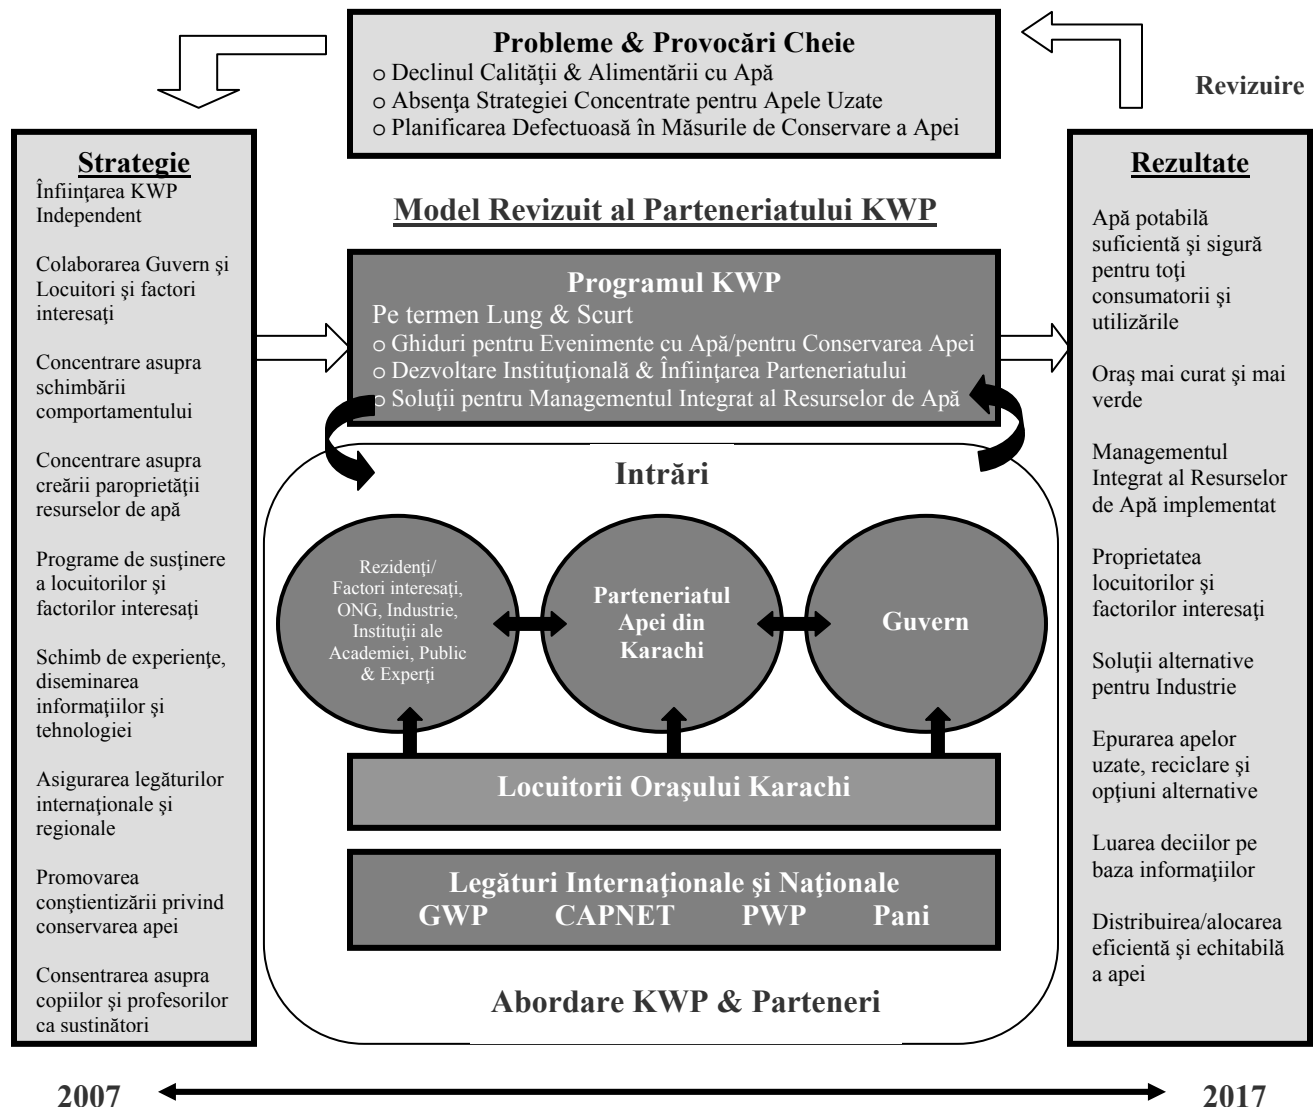 Probleme & Provocări Cheie
o Declinul Calităţii & Alimentării cu Apă
o Absenţa Strategiei Concentrate pentru Apele Uzate
o Planificarea Defectuoasă în Măsurile de Conservare a Apei
Revizuire
Strategie
Înfiinţarea KWP
Independent
Colaborarea Guvern şi
Locuitori şi factori
interesaţi
Concentrare asupra
schimbării
comportamentului
Concentrare asupra
creării paroprietăţii
resurselor de apă
Programe de susţinere
a locuitorilor şi
factorilor interesaţi
Schimb de experienţe,
diseminarea
informaţiilor şi
tehnologiei
Asigurarea legăturilor
internaţionale şi
regionale
Promovarea
conştientizării privind
conservarea apei
Consentrarea asupra
copiilor şi profesorilor
ca sustinători
Model Revizuit al Parteneriatului KWP
Programul KWP
Pe termen Lung & Scurt
o Ghiduri pentru Evenimente cu Apă/pentru Conservarea Apei
o Dezvoltare Instituţională & Înfiinţarea Parteneriatului
o Soluţii pentru Managementul Integrat al Resurselor de Apă
Intrări
Rezidenţi/
Factori interesaţi,
ONG, Industrie,
Instituţii ale
Academiei, Public
& Experţi
Parteneriatul
Apei din
Karachi
Guvern
Locuitorii Oraşului Karachi
Legături Internaţionale şi Naţionale
GWP CAPNET PWP Pani
Abordare KWP & Parteneri
Rezultate
Apă potabilă
suficientă şi sigură
pentru toţi
consumatorii şi
utilizările
Oraş mai curat şi mai
verde
Managementul
Integrat al Resurselor
de Apă implementat
Proprietatea
locuitorilor şi
factorilor interesaţi
Soluţii alternative
pentru Industrie
Epurarea apelor
uzate, reciclare şi
opţiuni alternative
Luarea deciilor pe
baza informaţiilor
Distribuirea/alocarea
eficientă şi echitabilă
a apei
2007
2017